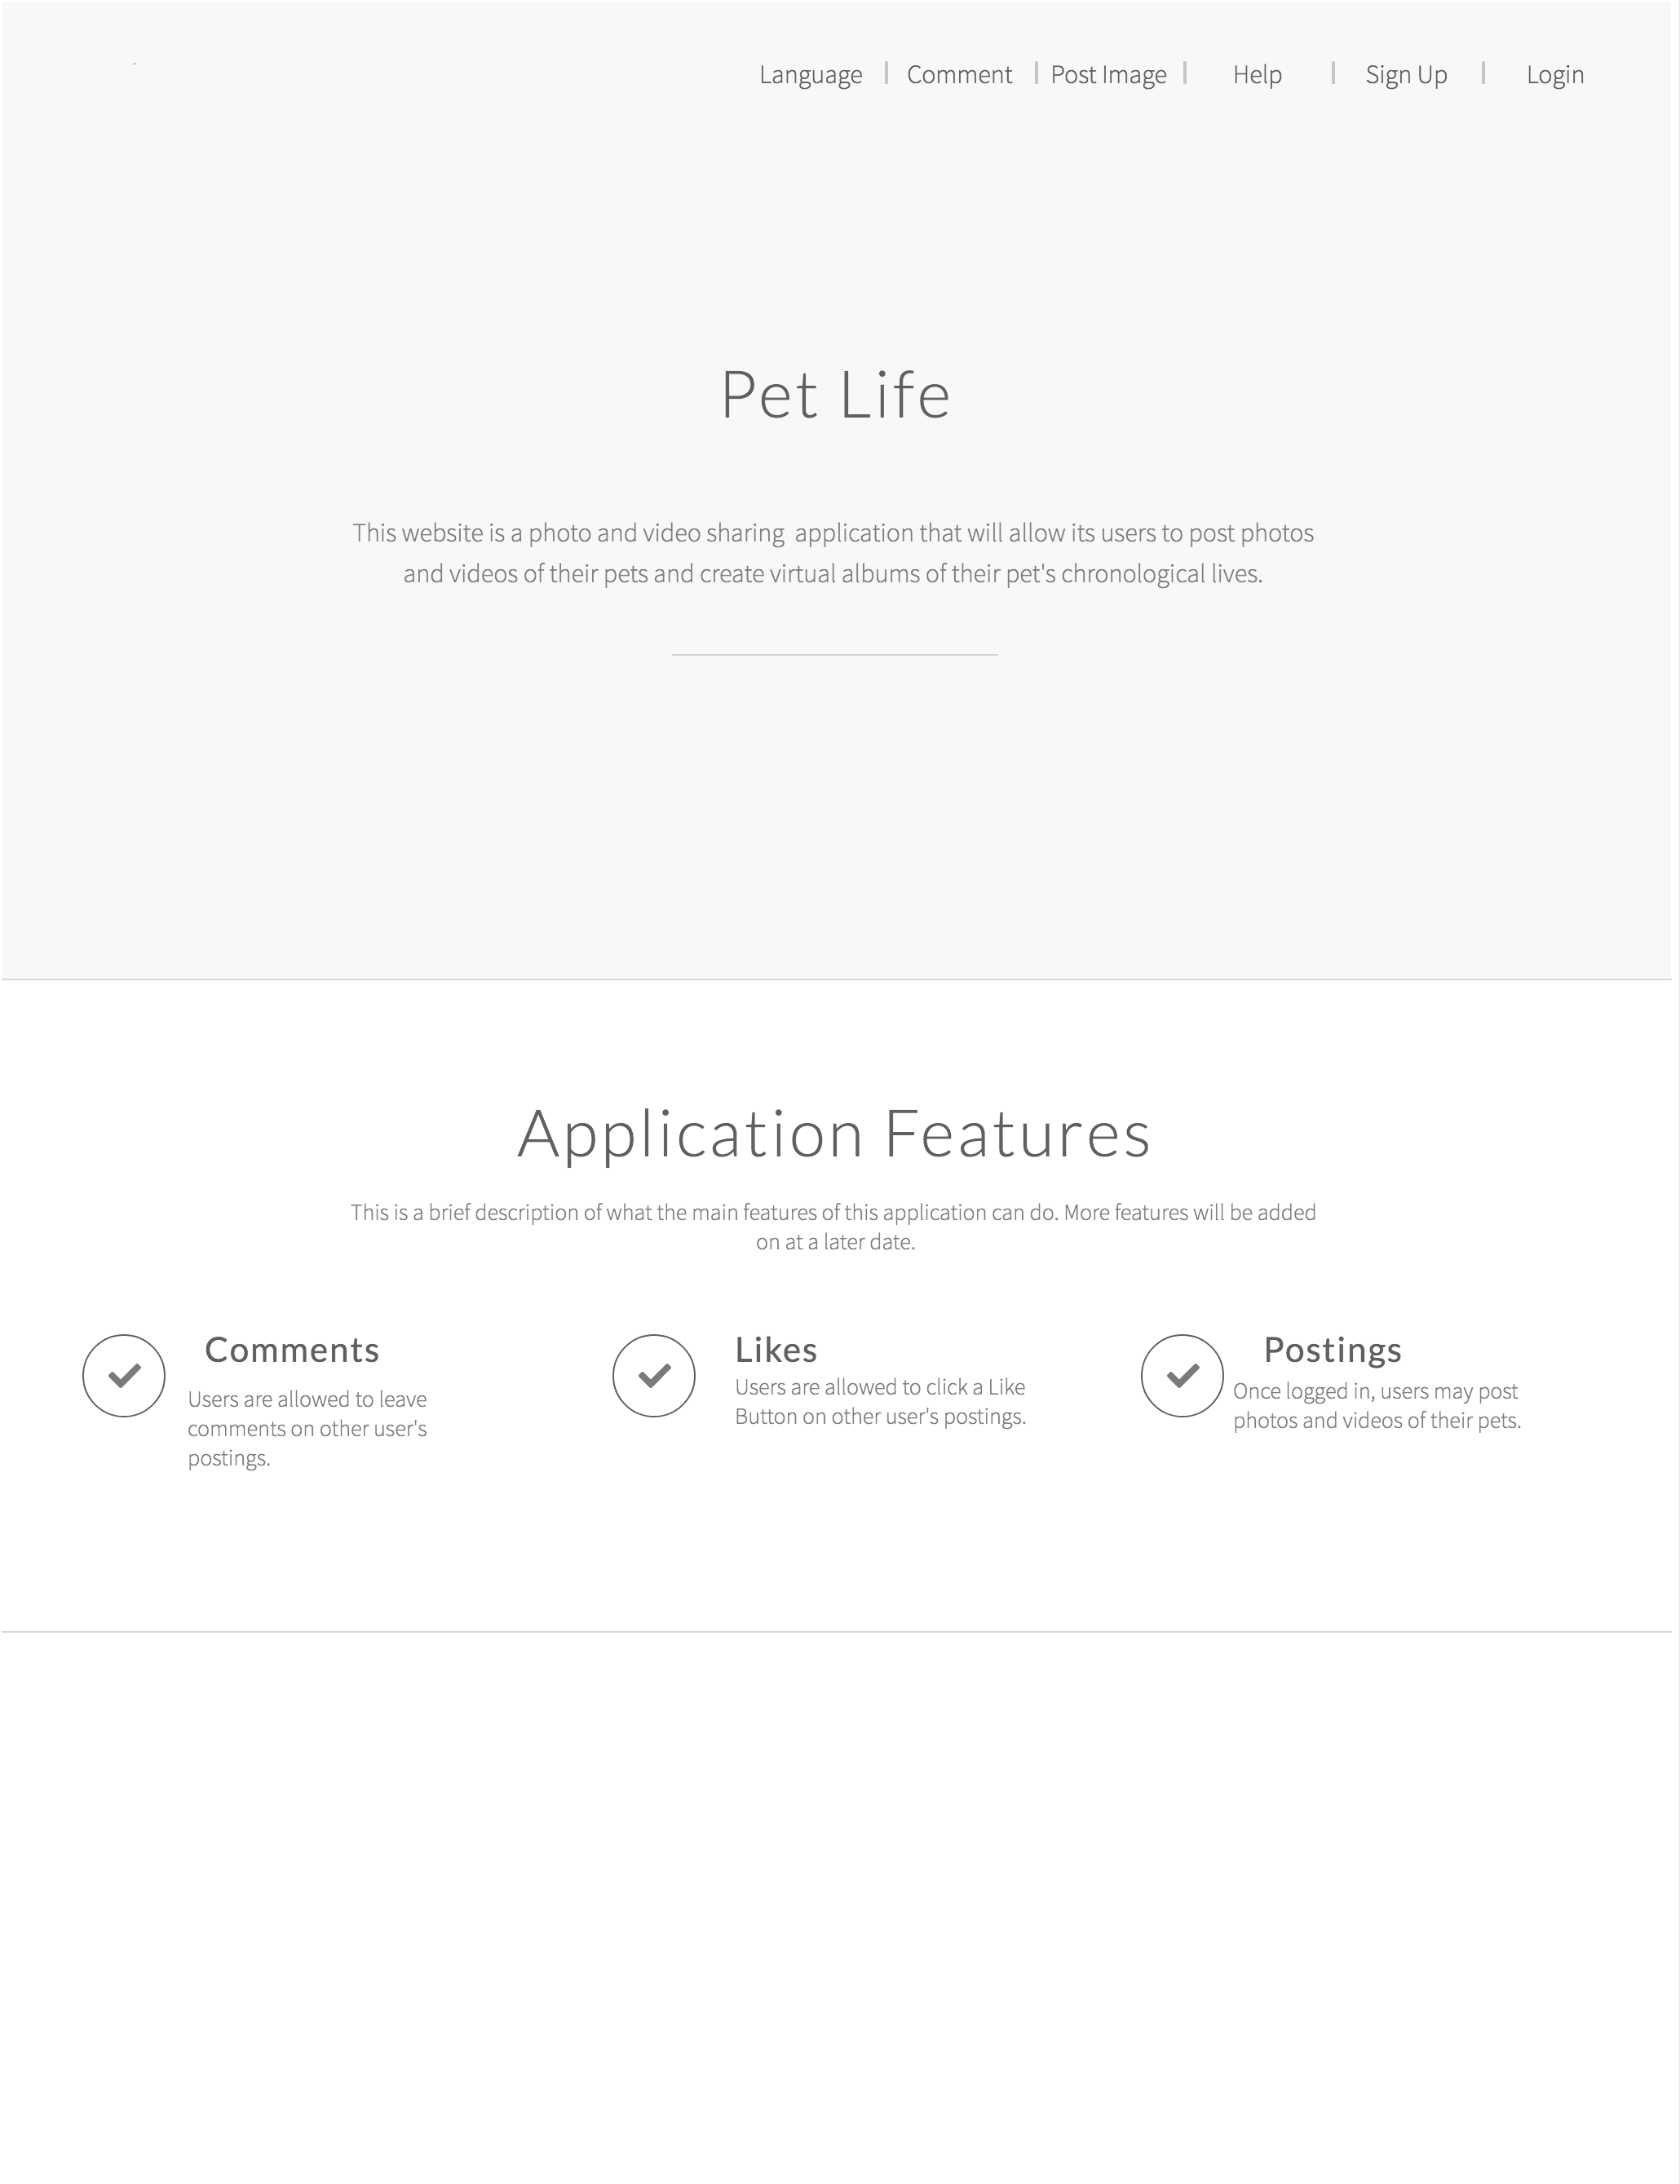 Language | Comment | Post Image | Help | Sign Up | Login
Pet Life
This website is a photo and video sharing  application that will allow its users to post photos
and videos of their pets and create virtual albums of their pet's chronological lives.
Application Features
This is a brief description of what the main features of this application can do. More features will be added
on at a later date.
Comments
Users are allowed to leave
comments on other user's
postings.
Likes
Users are allowed to click a Like
Button on other user's postings.
Postings
Once logged in, users may post
photos and videos of their pets.